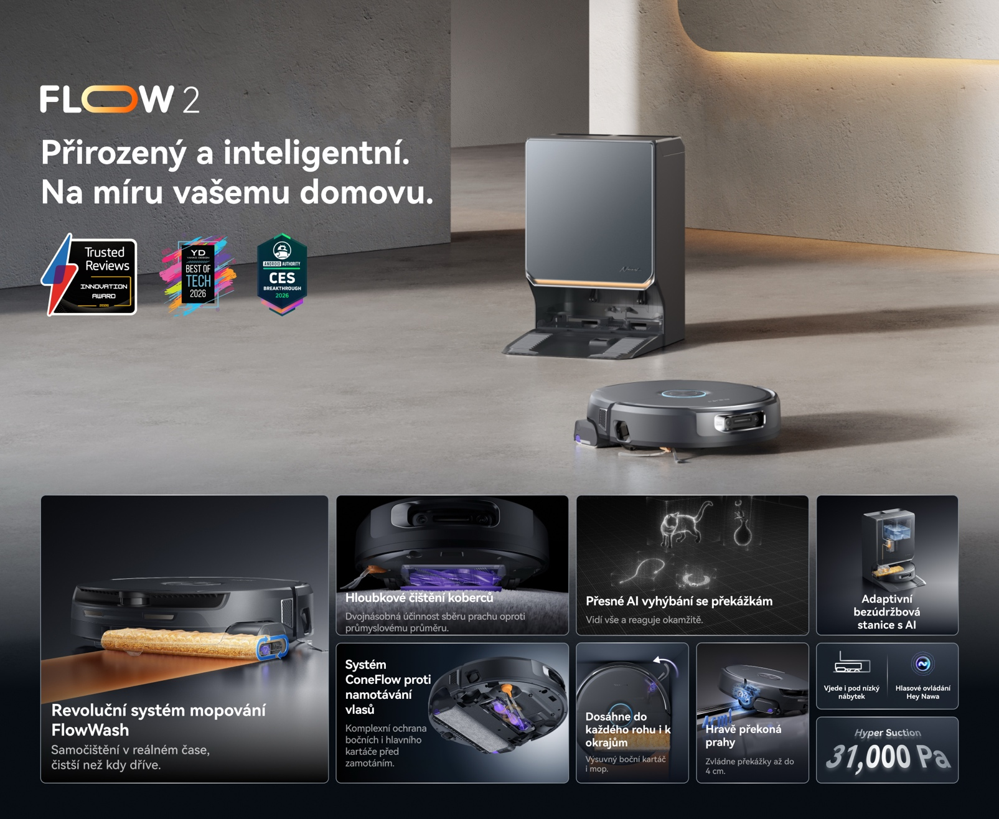 FLOW 2
Přirozený a inteligentní.
Na míru vašemu domovu.
Trusted
Reviews
INNOVATION
AWARD
2026
YD
YANKO DESIGN
BEST OF
TECH
2026
ANDROID AUTHORITY
CES
BREAKTHROUGH
2026
Revoluční systém mopování
FlowWash
Samočištění v reálném čase,
čistší než kdy dříve.
Hloubkové čištění koberců
Dvojnásobná účinnost sběru prachu oproti
průmyslovému průměru.
Přesné AI vyhýbání se překážkám
Vidí vše a reaguje okamžitě.
Adaptivní
bezúdržbová
stanice s AI
Systém
ConeFlow proti
namotávání
vlasů
Komplexní ochrana
bočních i hlavního
kartáče před
zamotáním.
Dosáhne do
každého rohu i k
okrajům
Výsuvný boční kartáč
i mop.
4cm
Hravě překoná
prahy
Zvládne překážky až do
4 cm.
Vjede i pod nízký
nábytek
Hlasové ovládání
Hey Nawa
Hyper Suction
31,000 Pa